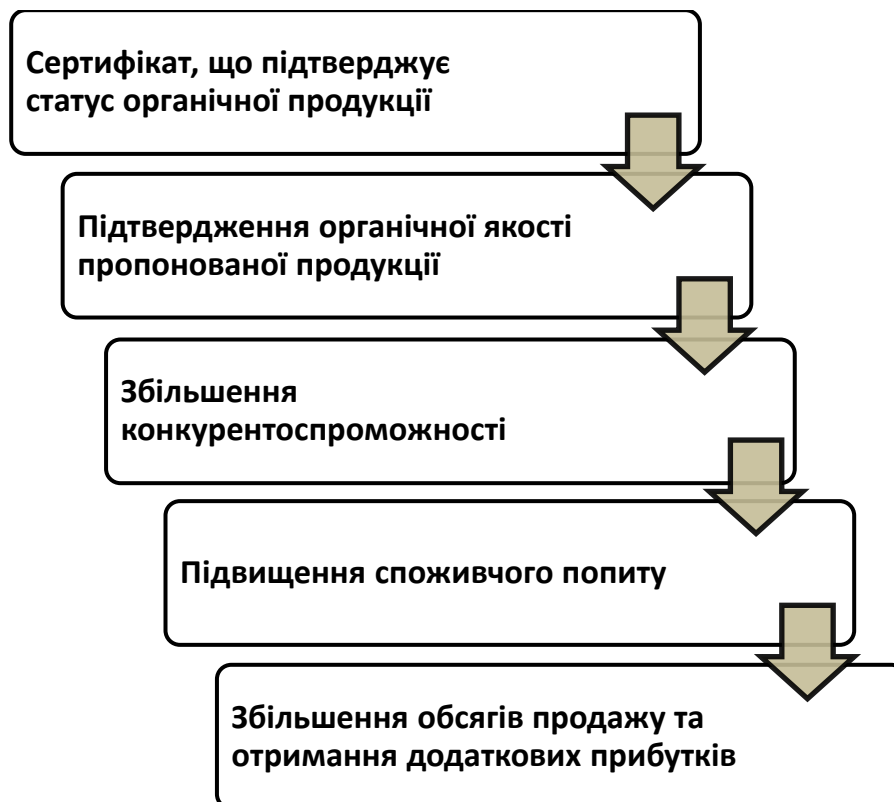 Сертифікат, що підтверджує
статус органічної продукції
Підтвердження органічної якості
пропонованої продукції
Збільшення
конкурентоспроможності
Підвищення споживчого попиту
Збільшення обсягів продажу та
отримання додаткових прибутків